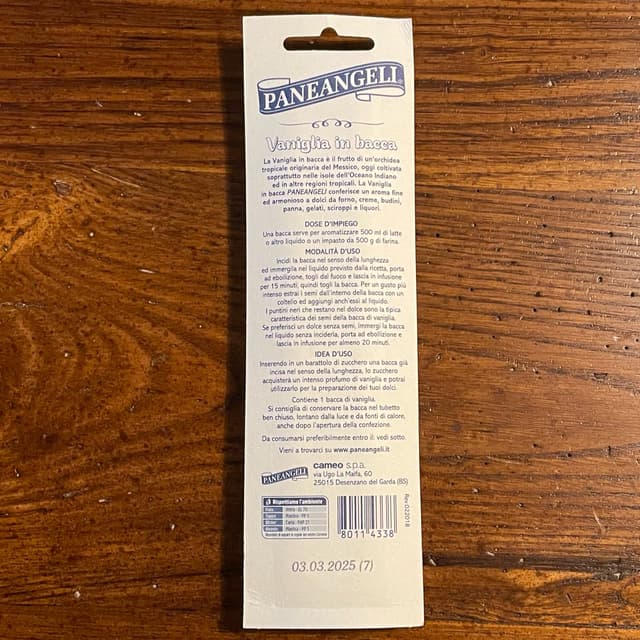 PANEANGELI
Vaniglia in bacca
La Vaniglia in bacca è il frutto di un'orchidea
tropicale originaria del Messico, oggi coltivata
soprattutto nelle isole dell'Oceano Indiano
ed in altre regioni tropicali. La Vaniglia
in bacca PANEANGELI conferisce un aroma fine
ed armonioso a dolci da forno, creme, budini,
panna, gelati, sciroppi e liquori.
DOSE D'IMPIEGO
Una bacca serve per aromatizzare 500 ml di latte
o altro liquido o un impasto da 500 g di farina.
MODALITÀ D'USO
Incidi la bacca nel senso della lunghezza
ed immergila nel liquido previsto dalla ricetta, porta
ad ebollizione, togli dal fuoco e lascia in infusione
per 15 minuti, quindi togli la bacca. Per un gusto più
intenso estrai i semi dall'interno della bacca con un
coltello ed aggiungi anch'essi al liquido.
I puntini neri che restano nel dolce sono la tipica
caratteristica dei semi della bacca di vaniglia.
Se preferisci un dolce senza semi, immergi la bacca
nel liquido senza inciderla, porta ad ebollizione e
lascia in infusione per almeno 20 minuti.
IDEA D'USO
Inserendo in un barattolo di zucchero una bacca già
incisa nel senso della lunghezza, lo zucchero
acquisterà un intenso profumo di vaniglia e potrai
utilizzarlo per la preparazione dei tuoi dolci.
Contiene 1 bacca di vaniglia.
Si consiglia di conservare la bacca nel tubetto
ben chiuso, lontano dalla luce e da fonti di calore,
anche dopo l'apertura della confezione.
Da consumarsi preferibilmente entro il: vedi sotto.
Vieni a trovarci su www.paneangeli.it
PANEANGELI
cameo s.p.a.
via Ugo La Malfa, 60
25015 Desenzano del Garda (BS)
Rispettiamo l'ambiente
Rev 022018
8011 4338
03.03.2025 (7)